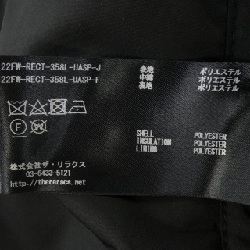 22FW-RECT-358L-UASP-J
22FW-RECT-358L-UASP-F
表地 ポリエステル
中綿 ポリエステル
裏地 ポリエステル
SHELL POLYESTER
INSULATION POLYESTER
LINING POLYESTER
株式会社ザ・リラクス
03-6433-5121
http://thereracs.net